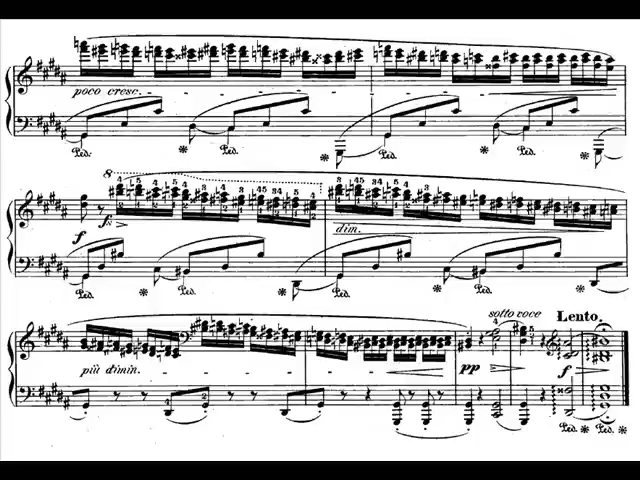 poco cresc.
Ped. * Ped. * Ped. * Ped. *
8
f fz
dim.
Ped. * Ped. * Ped. * Ped. *
sotto voce Lento.
più dimin. pp f
Ped. * Ped. *